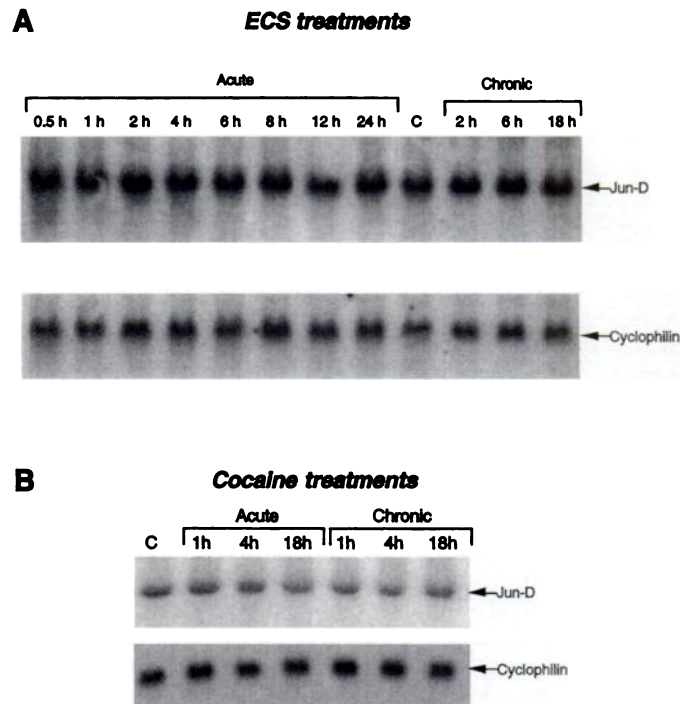 A
ECS treatments
Acute
Chronic
0.5 h 1 h 2 h 4 h 6 h 8 h 12 h 24 h C 2 h 6 h 18 h
Jun-D
Cyclophilin
B
Cocaine treatments
Acute
Chronic
C 1h 4h 18h 1h 4h 18h
Jun-D
Cyclophilin